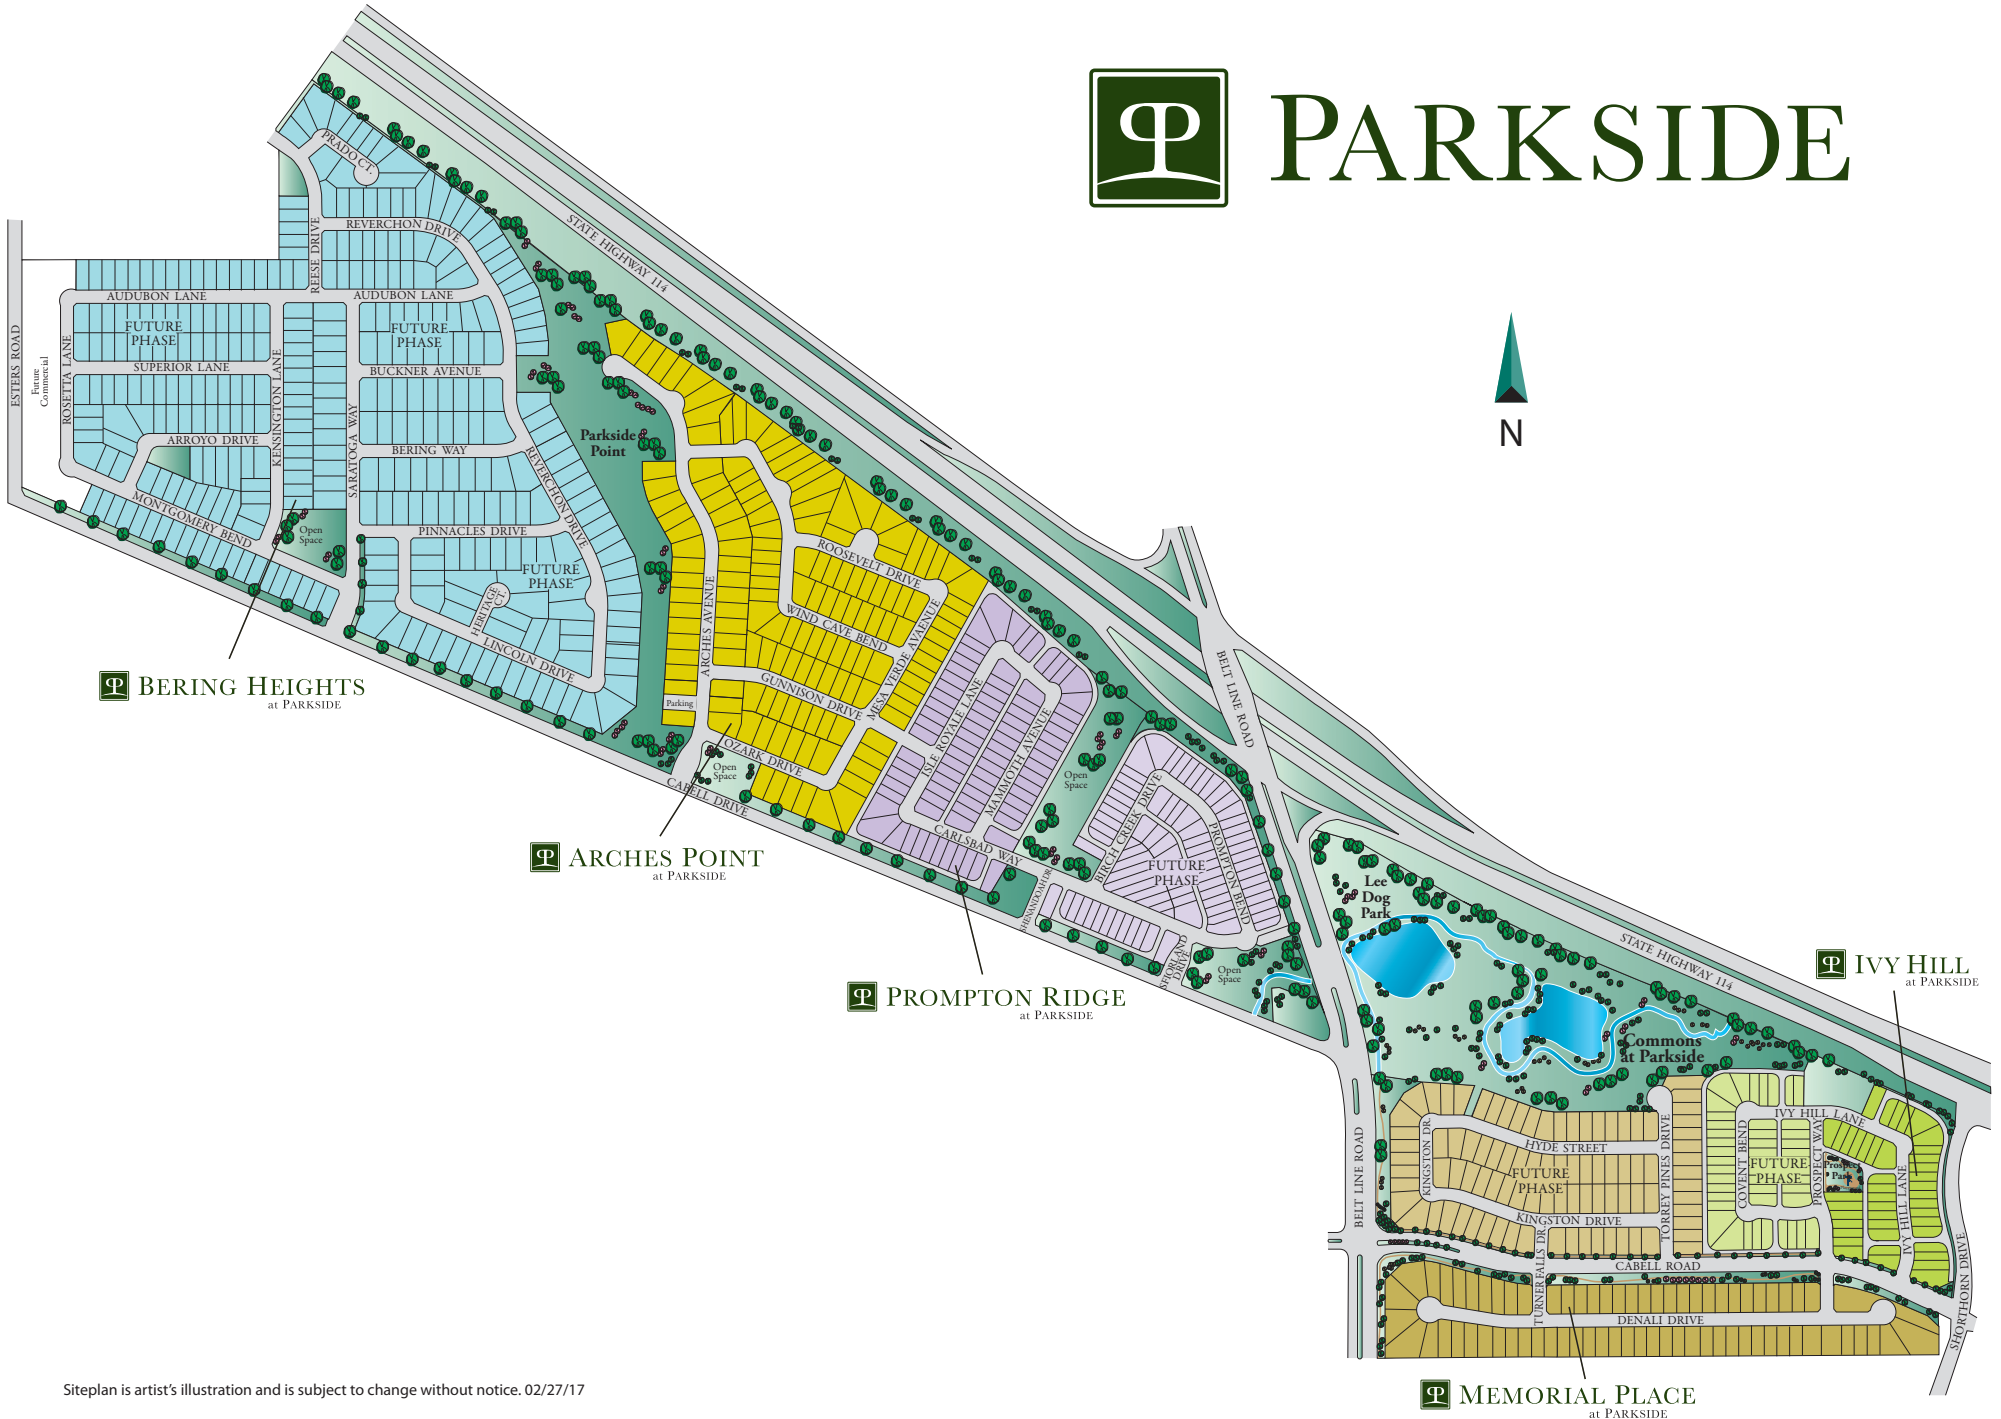 PARKSIDE
N
STATE HIGHWAY 114
PRADO CT.
REVERCHON DRIVE
REESE DRIVE
AUDUBON LANE
AUDUBON LANE
FUTURE
PHASE
FUTURE
PHASE
ESTERS ROAD
Future
Commercial
ROSETTA LANE
SUPERIOR LANE
KENSINGTON LANE
BUCKNER AVENUE
SARATOGA WAY
ARROYO DRIVE
BERING WAY
REVERCHON DRIVE
MONTGOMERY BEND
Open
Space
PINNACLES DRIVE
FUTURE
PHASE
HERITAGE
CT.
LINCOLN DRIVE
BERING HEIGHTS
at PARKSIDE
Parkside
Point
ROOSEVELT DRIVE
WIND CAVE BEND
ARCHES AVENUE
MESA VERDE AVAENUE
GUNNISON DRIVE
Parking
OZARK DRIVE
Open
Space
CABELL DRIVE
ARCHES POINT
at PARKSIDE
BELT LINE ROAD
ISLE ROYALE LANE
MAMMOTH AVENUE
Open
Space
CARLSBAD WAY
BIRCH CREEK DRIVE
PROMPTON BEND
FUTURE
PHASE
SHENANDOAH DR.
SHORLAND
DRIVE
Open
Space
PROMPTON RIDGE
at PARKSIDE
Lee
Dog
Park
STATE HIGHWAY 114
Commons
at Parkside
IVY HILL
at PARKSIDE
BELT LINE ROAD
KINGSTON DR.
HYDE STREET
FUTURE
PHASE
TORREY PINES DRIVE
KINGSTON DRIVE
COVENT BEND
FUTURE
PHASE
PROSPECT WAY
IVY HILL LANE
Prospect
Park
IVY HILL LANE
CABELL ROAD
TURNER FALLS DR.
DENALI DRIVE
SHORTHORN DRIVE
MEMORIAL PLACE
at PARKSIDE
Siteplan is artist's illustration and is subject to change without notice. 02/27/17